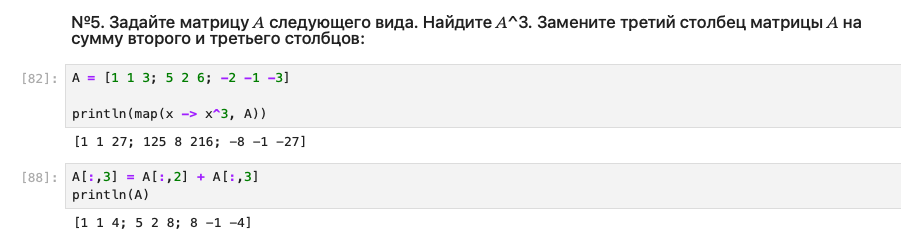 №5. Задайте матрицу A следующего вида. Найдите A^3. Замените третий столбец матрицы A на
сумму второго и третьего столбцов:
[82]: A = [1 1 3; 5 2 6; -2 -1 -3]
println(map(x -> x^3, A))
[1 1 27; 125 8 216; -8 -1 -27]
[88]: A[:,3] = A[:,2] + A[:,3]
println(A)
[1 1 4; 5 2 8; 8 -1 -4]